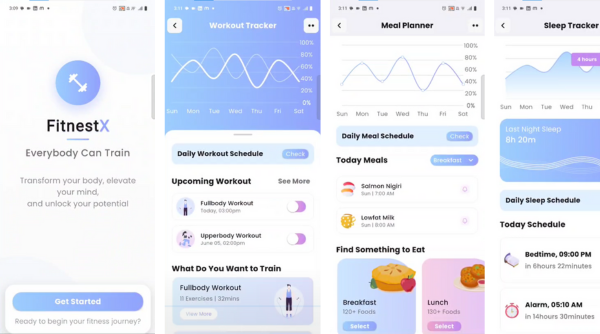 3:09
FitnestX
Everybody Can Train
Transform your body, elevate
your mind,
and unlock your potential
Get Started
Ready to begin your fitness journey?
3:11
Workout Tracker
100%
80%
60%
40%
20%
0%
Sun Mon Tue Wed Thu Fri Sat
Daily Workout Schedule
Check
Upcoming Workout
See More
Fullbody Workout
Today, 03:00pm
Upperbody Workout
June 05, 02:00pm
What Do You Want to Train
Fullbody Workout
11 Exercises | 32mins
View More
3:11
Meal Planner
100%
80%
60%
40%
20%
0%
Sun Mon Tue Wed Thu Fri Sat
Daily Meal Schedule
Check
Today Meals
Breakfast
Salmon Nigiri
Sun | 7:00 AM
Lowfat Milk
Sun | 8:00 AM
Find Something to Eat
Breakfast
120+ Foods
Select
Lunch
130+ Foods
Select
3:11
Sleep Tracker
4 hours
Sun Mon Tue Wed Thu
Last Night Sleep
8h 20m
Daily Sleep Schedule
Today Schedule
Bedtime, 09:00 PM
in 6hours 22minutes
Alarm, 05:10 AM
in 14hours 30minutes